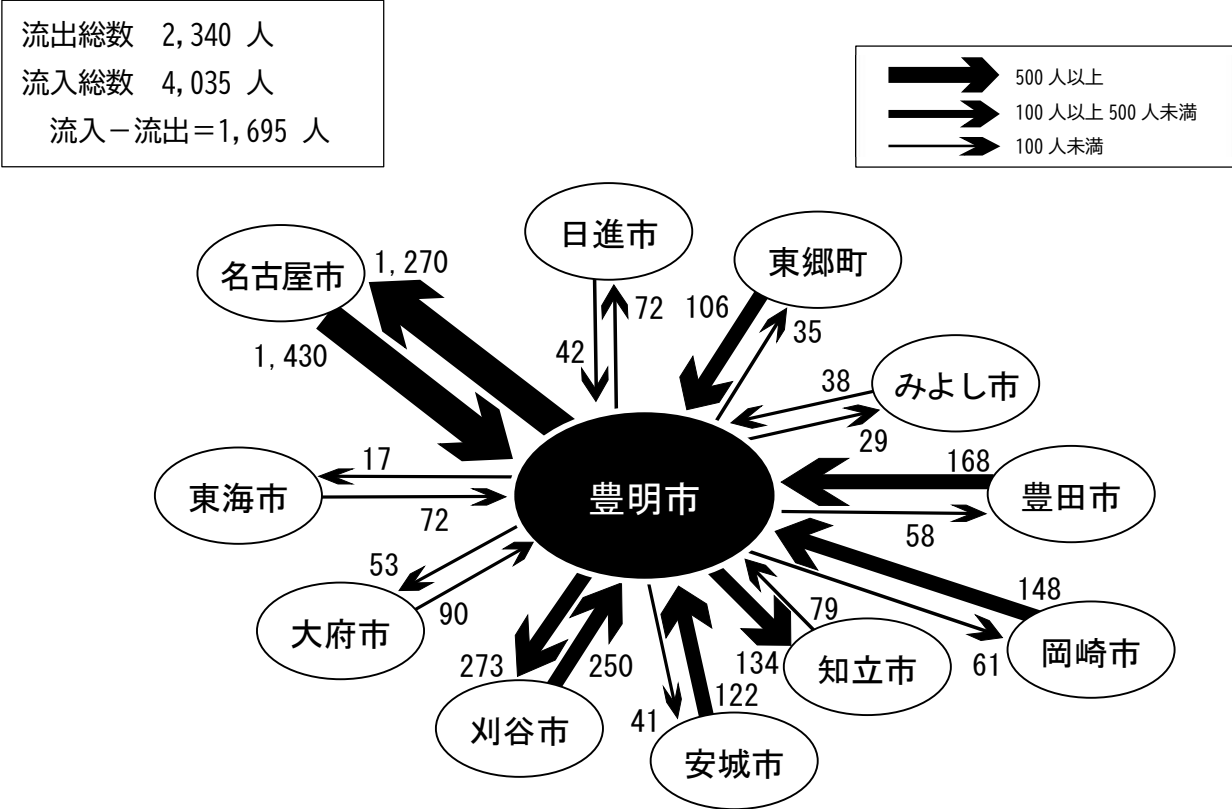 流出総数 2,340 人
流入総数 4,035 人
流入－流出＝1,695 人
500 人以上
100 人以上 500 人未満
100 人未満
日進市
東郷町
名古屋市
1,270
72
106
35
42
1,430
38
みよし市
29
17
168
東海市
豊明市
豊田市
72
58
53
90
148
79
大府市
岡崎市
273
250
134
知立市
61
41
122
刈谷市
安城市